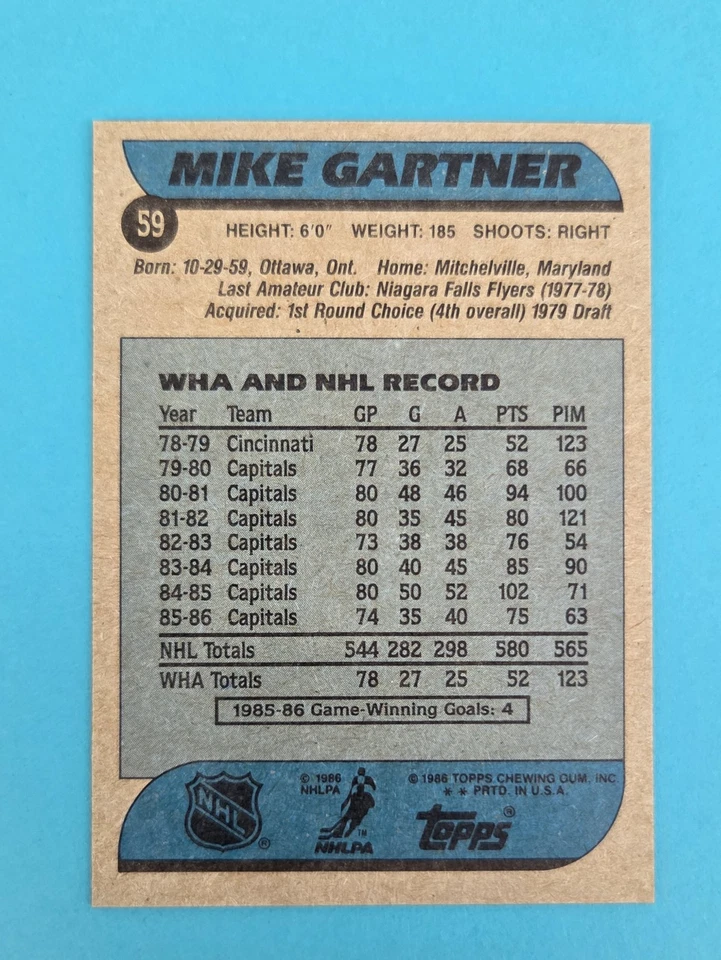 MIKE GARTNER
59
HEIGHT: 6'0" WEIGHT: 185 SHOOTS: RIGHT
Born: 10-29-59, Ottawa, Ont. Home: Mitchelville, Maryland
Last Amateur Club: Niagara Falls Flyers (1977-78)
Acquired: 1st Round Choice (4th overall) 1979 Draft
WHA AND NHL RECORD
Year Team GP G A PTS PIM
78-79 Cincinnati 78 27 25 52 123
79-80 Capitals 77 36 32 68 66
80-81 Capitals 80 48 46 94 100
81-82 Capitals 80 35 45 80 121
82-83 Capitals 73 38 38 76 54
83-84 Capitals 80 40 45 85 90
84-85 Capitals 80 50 52 102 71
85-86 Capitals 74 35 40 75 63
NHL Totals 544 282 298 580 565
WHA Totals 78 27 25 52 123
1985-86 Game-Winning Goals: 4
NHL ®
© 1986
NHLPA
TM
NHLPA
© 1986 TOPPS CHEWING GUM, INC.
* * PRTD. IN U.S.A.
topps ®